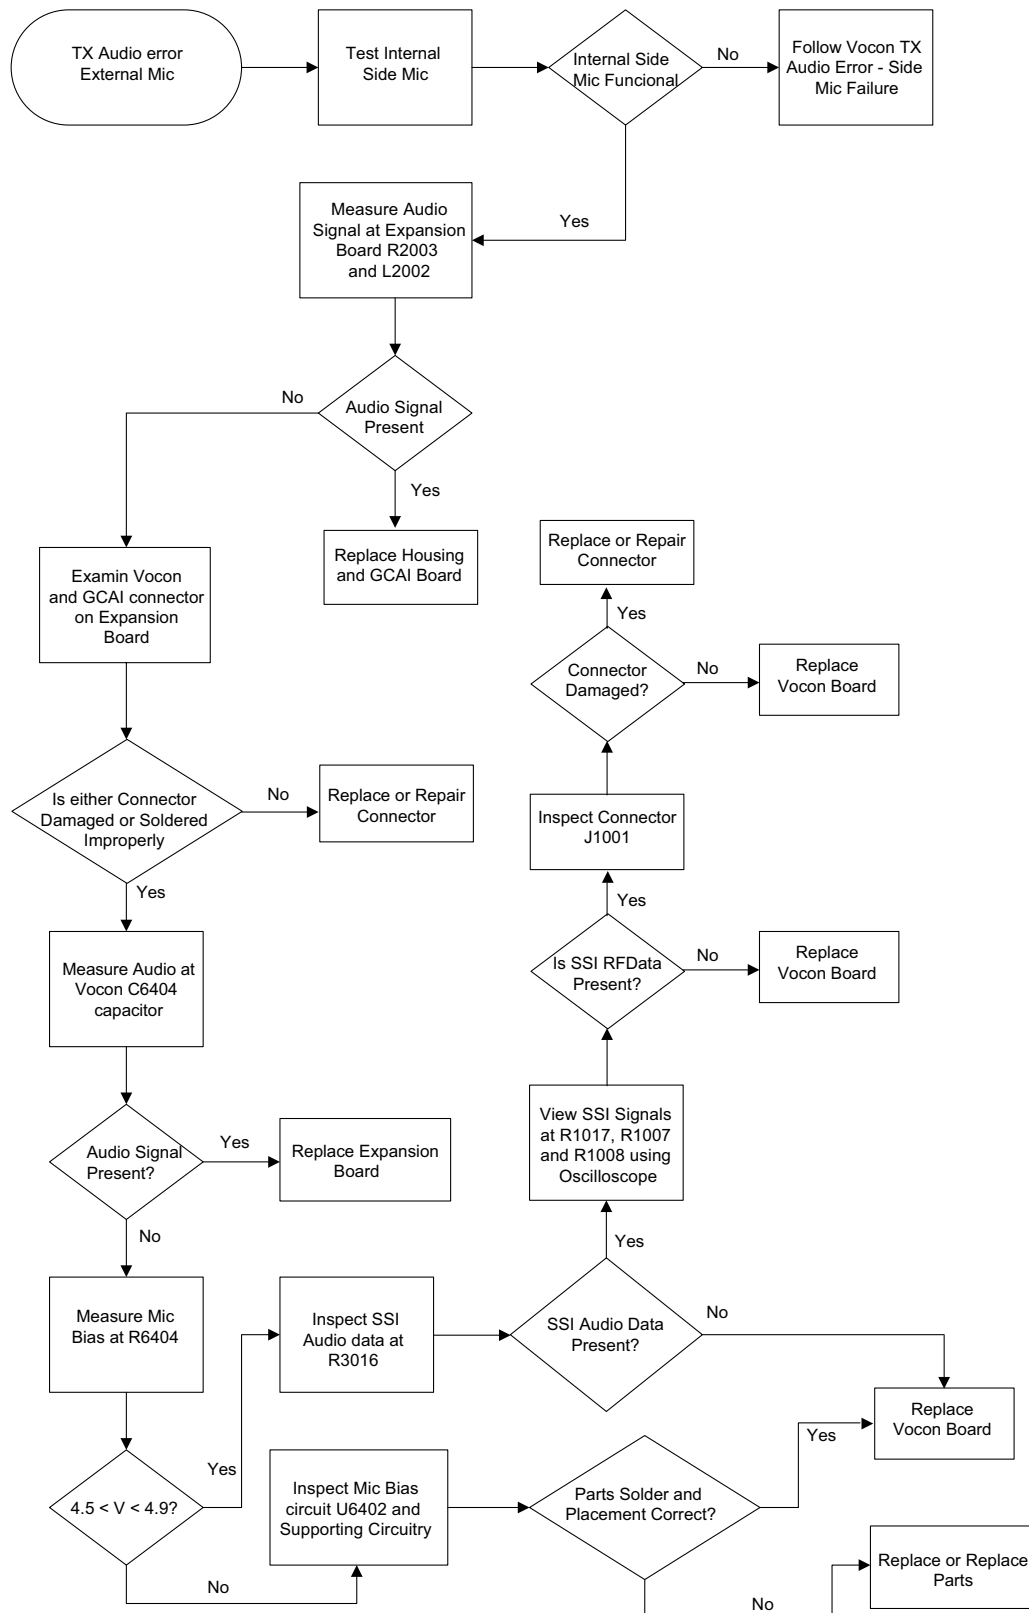 TX Audio error
External Mic
Test Internal
Side Mic
Internal Side
Mic Funcional
No
Follow Vocon TX
Audio Error - Side
Mic Failure
Yes
Measure Audio
Signal at Expansion
Board R2003
and L2002
No
Audio Signal
Present
Yes
Replace Housing
and GCAI Board
Examin Vocon
and GCAI connector
on Expansion
Board
Replace or Repair
Connector
Yes
Connector
Damaged?
No
Replace
Vocon Board
Is either Connector
Damaged or Soldered
Improperly
No
Replace or Repair
Connector
Yes
Inspect Connector
J1001
Yes
Measure Audio at
Vocon C6404
capacitor
Is SSI RFData
Present?
No
Replace
Vocon Board
Audio Signal
Present?
Yes
Replace Expansion
Board
No
View SSI Signals
at R1017, R1007
and R1008 using
Oscilloscope
Yes
Measure Mic
Bias at R6404
Inspect SSI
Audio data at
R3016
SSI Audio Data
Present?
No
Replace
Vocon Board
4.5 < V < 4.9?
Yes
No
Inspect Mic Bias
circuit U6402 and
Supporting Circuitry
Parts Solder and
Placement Correct?
Yes
No
Replace or Replace
Parts